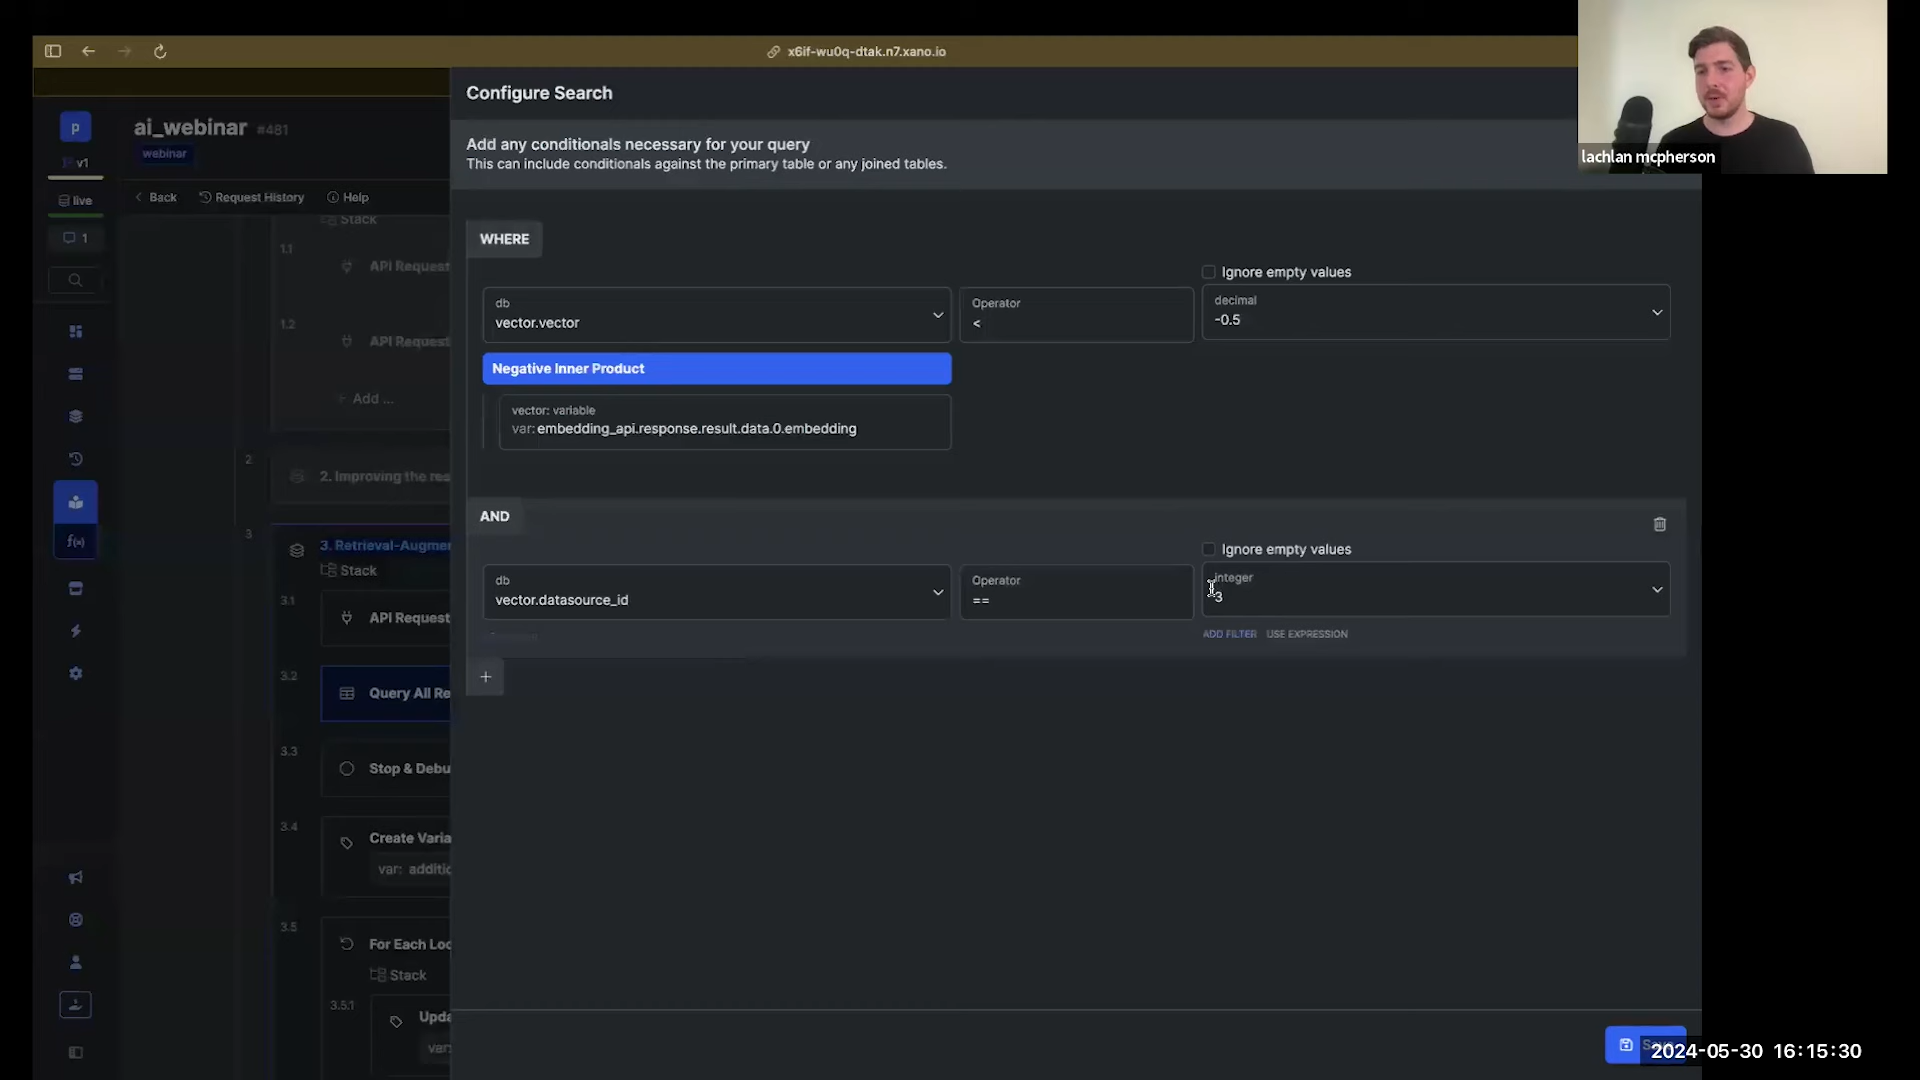 x6if-wu0q-dtak.n7.xano.io
lachlan mcpherson
p
v1
live
1
f(x)
ai_webinar #481
webinar
Back Request History Help
Stack
1.1
API Request
1.2
API Request
+ Add ...
2
2. Improving the res
3
3. Retrieval-Augmer
Stack
3.1
API Request
3.2
Query All Re
3.3
Stop & Debu
3.4
Create Varia
var: additic
3.5
For Each Loo
Stack
3.5.1
Upda
var:
Configure Search
Add any conditionals necessary for your query
This can include conditionals against the primary table or any joined tables.
WHERE
Ignore empty values
db
vector.vector
Operator
<
decimal
-0.5
Negative Inner Product
vector: variable
var: embedding_api.response.result.data.0.embedding
AND
Ignore empty values
db
vector.datasource_id
Operator
==
integer
3
ADD FILTER USE EXPRESSION
+
2024-05-30 16:15:30